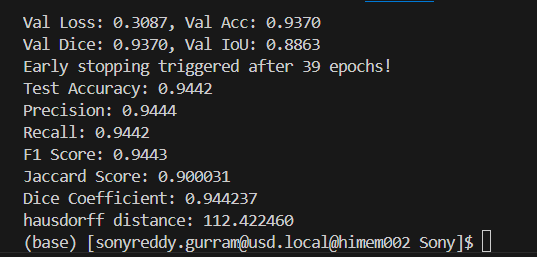 Val Loss: 0.3087, Val Acc: 0.9370
Val Dice: 0.9370, Val IoU: 0.8863
Early stopping triggered after 39 epochs!
Test Accuracy: 0.9442
Precision: 0.9444
Recall: 0.9442
F1 Score: 0.9443
Jaccard Score: 0.900031
Dice Coefficient: 0.944237
hausdorff distance: 112.422460
(base) [sonyreddy.gurram@usd.local@himem002 Sony]$